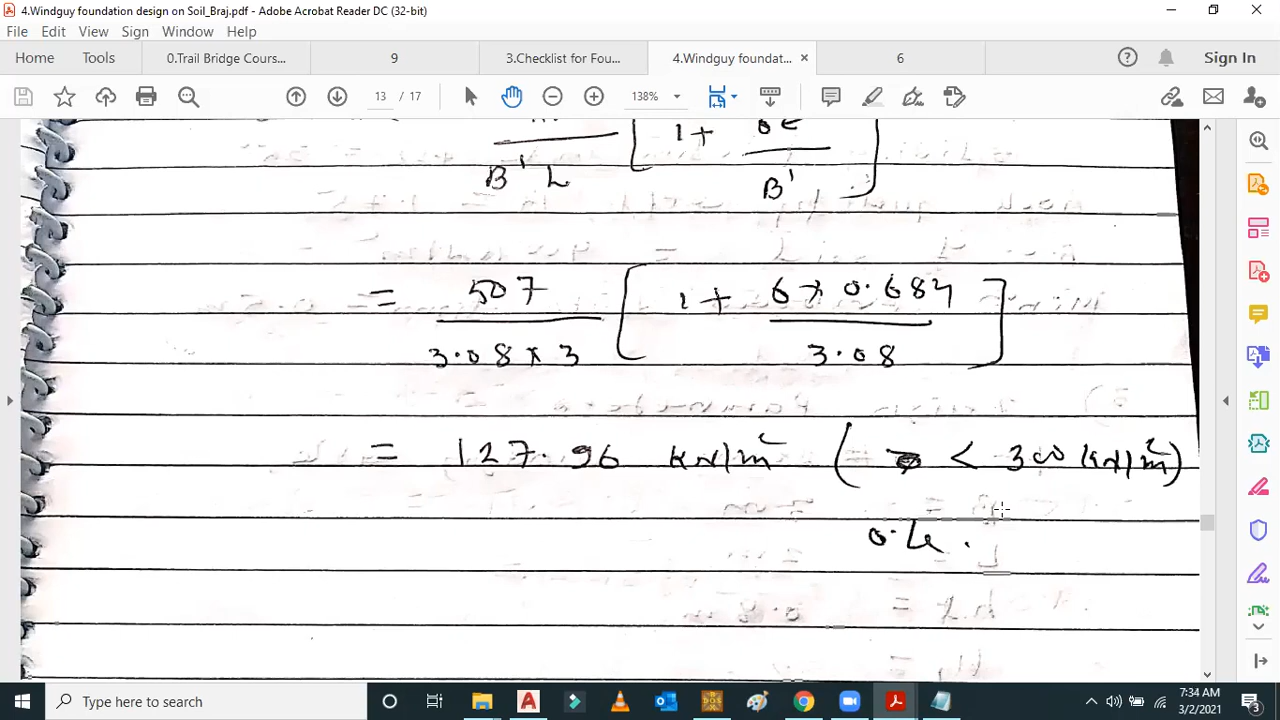 4.Windguy foundation design on Soil_Braj.pdf - Adobe Acrobat Reader DC (32-bit)
File Edit View Sign Window Help
Home Tools 0.Trail Bridge Cours... 9 3.Checklist for Fou... 4.Windguy foundat... × 6 Sign In
13 / 17 138%
1 + 6e
B' L B'
= 507 [ 1 + 6 × 0.684
3.08 × 3 3.08 ]
= 127.96 kN/m² ( < 300 kN/m²)
O.K.
Type here to search
7:34 AM
3/2/2021
3